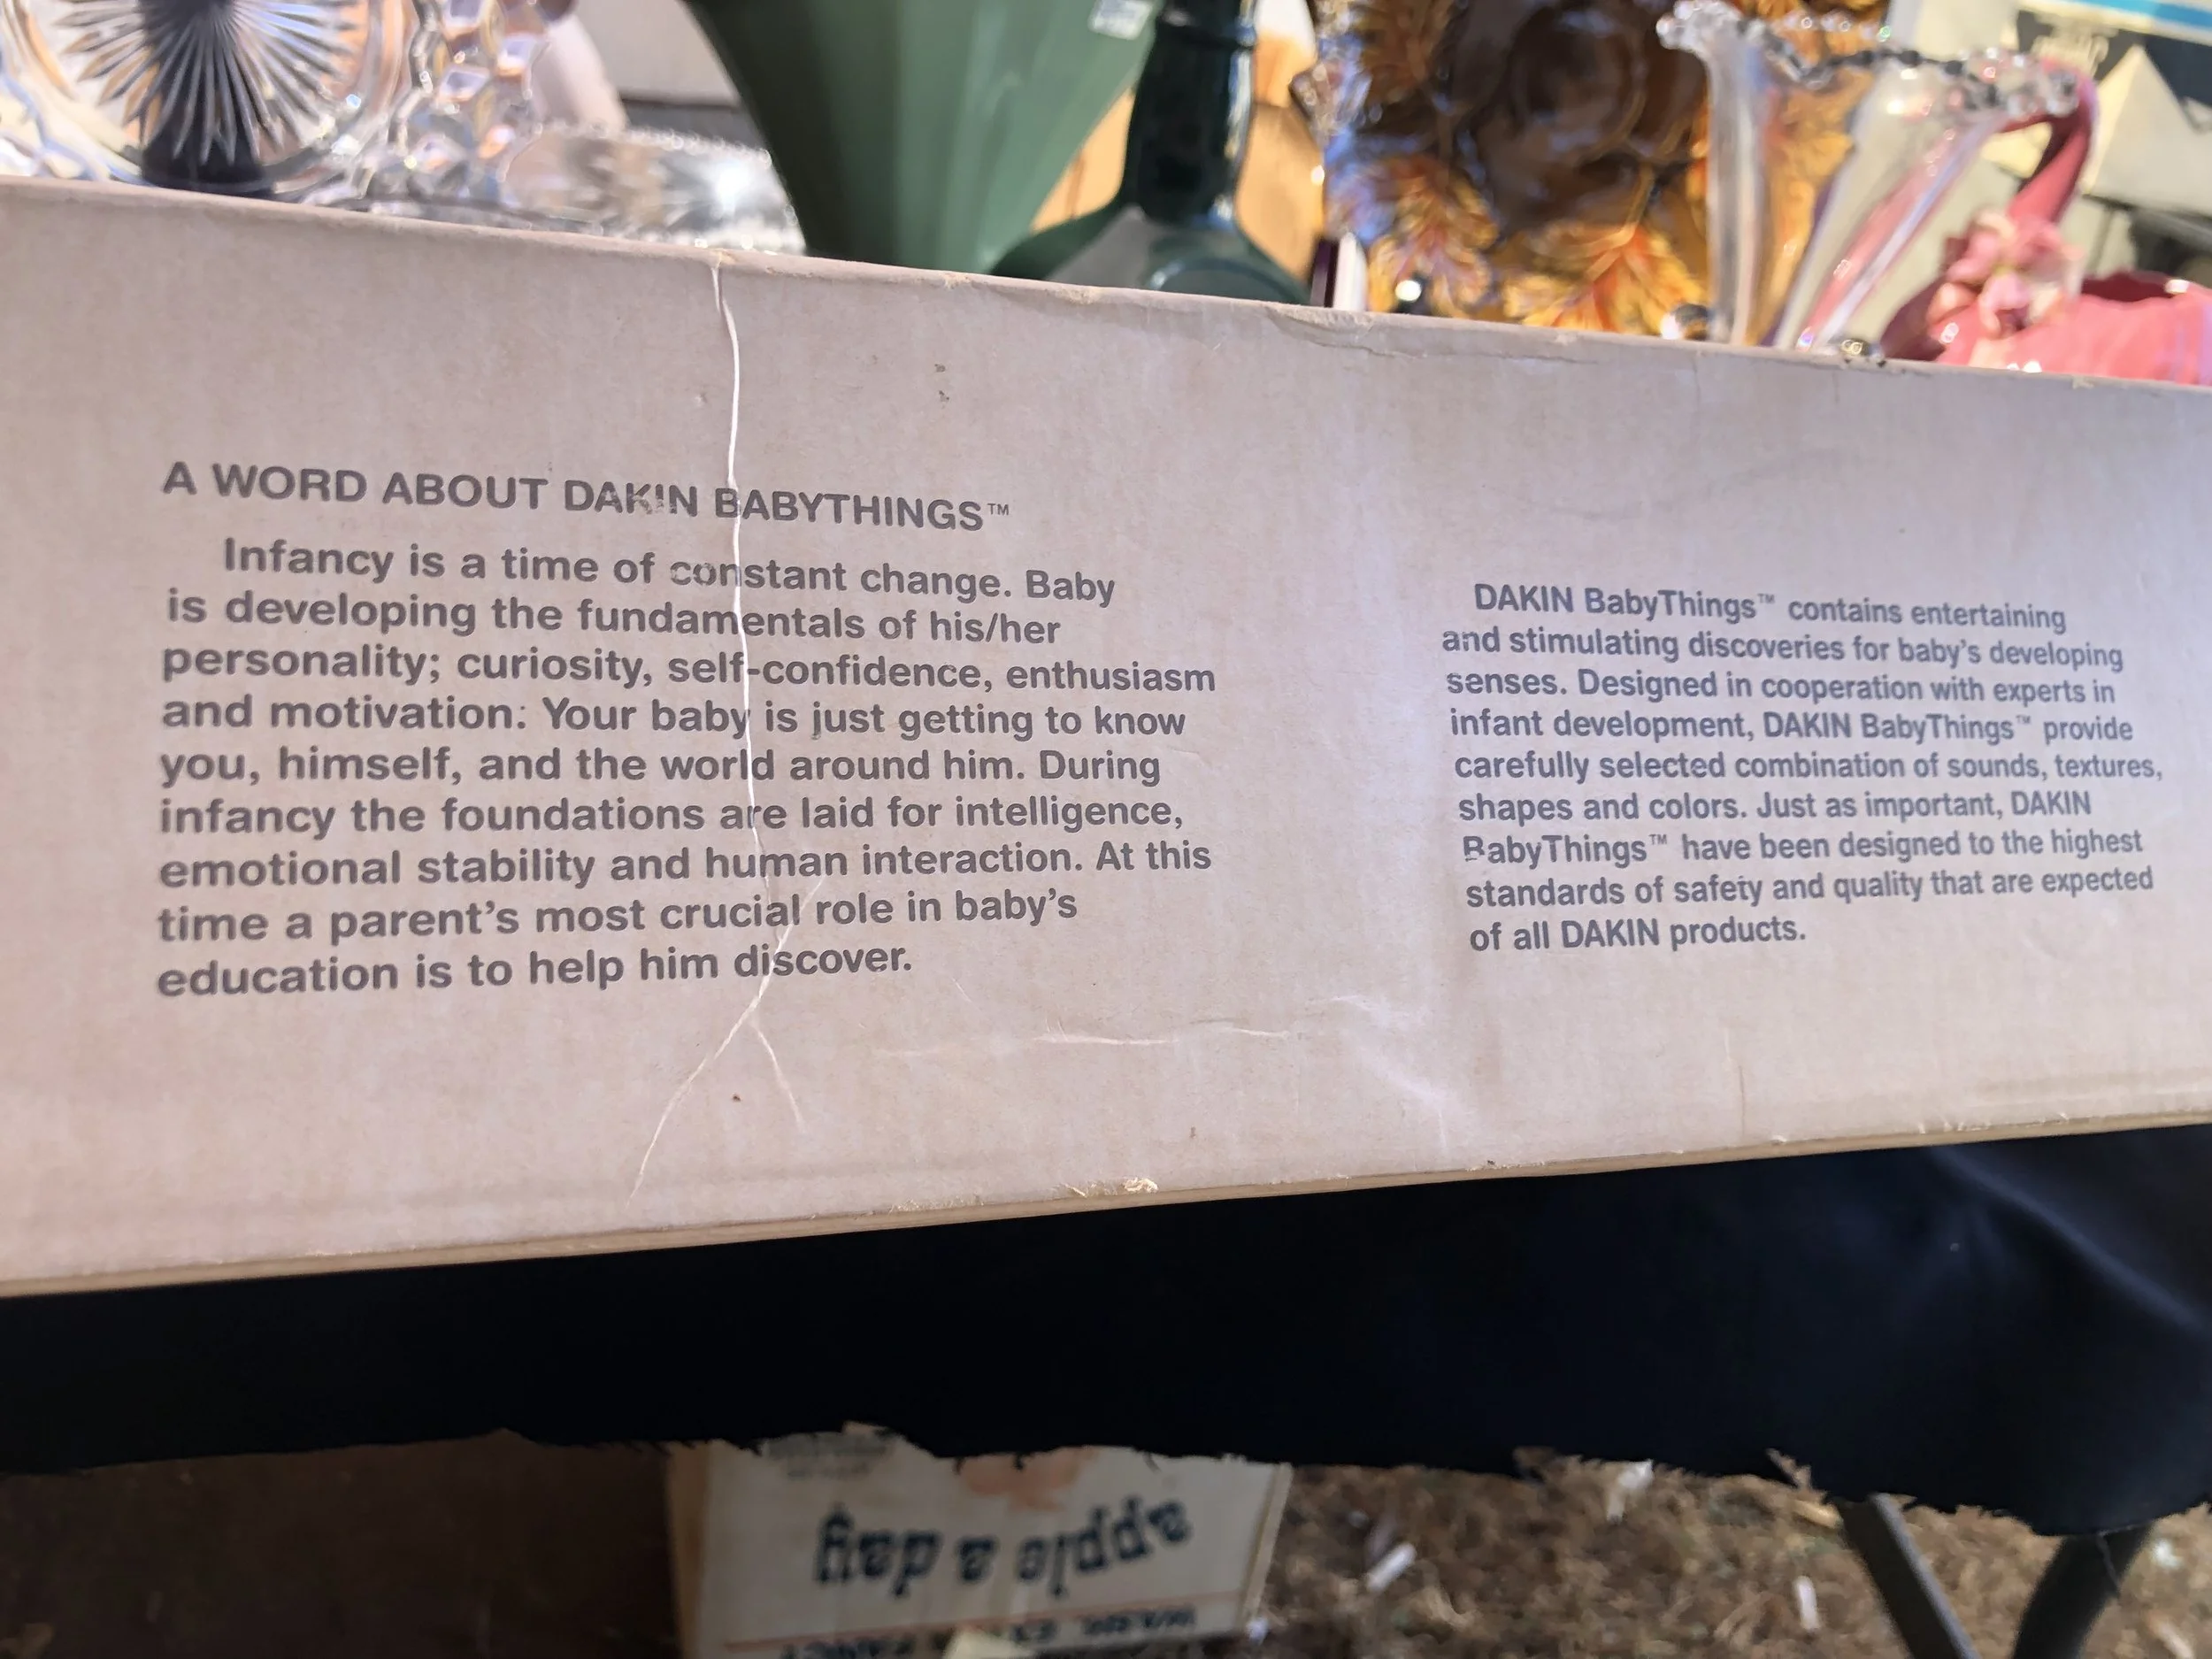 A WORD ABOUT DAKIN BABYTHINGS™
Infancy is a time of constant change. Baby
is developing the fundamentals of his/her
personality; curiosity, self-confidence, enthusiasm
and motivation. Your baby is just getting to know
you, himself, and the world around him. During
infancy the foundations are laid for intelligence,
emotional stability and human interaction. At this
time a parent's most crucial role in baby's
education is to help him discover.
DAKIN BabyThings™ contains entertaining
and stimulating discoveries for baby's developing
senses. Designed in cooperation with experts in
infant development, DAKIN BabyThings™ provide
carefully selected combination of sounds, textures,
shapes and colors. Just as important, DAKIN
BabyThings™ have been designed to the highest
standards of safety and quality that are expected
of all DAKIN products.
apple a day